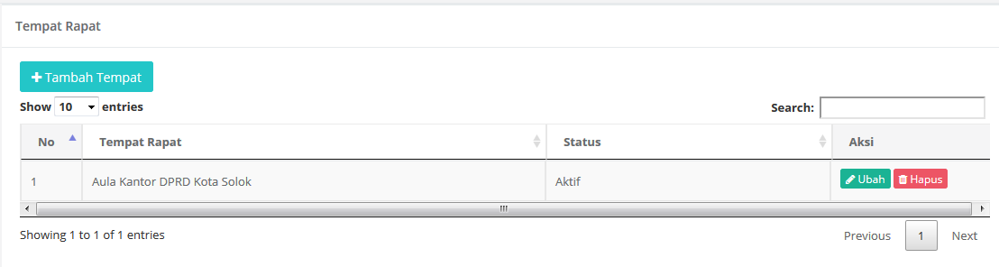 Tempat Rapat
Tambah Tempat
Show 10 entries Search:
No Tempat Rapat Status Aksi
1 Aula Kantor DPRD Kota Solok Aktif Ubah Hapus
Showing 1 to 1 of 1 entries Previous 1 Next